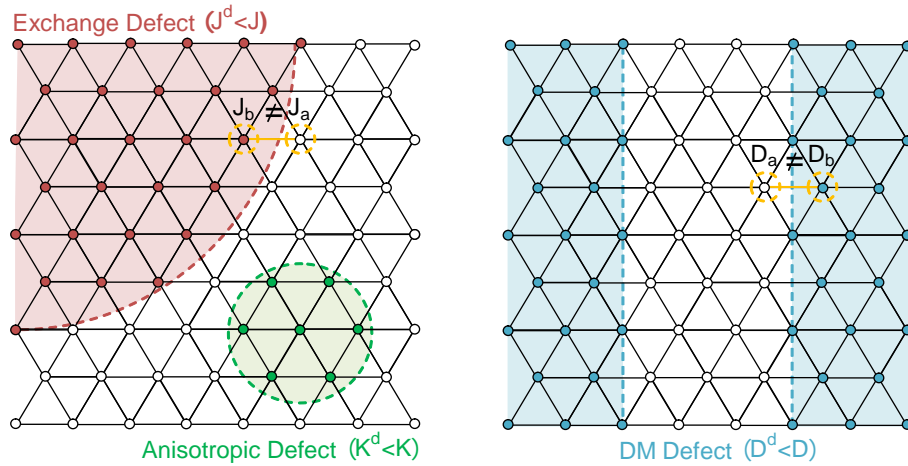 Exchange Defect (J^d<J)
J_b ≠ J_a
D_a ≠ D_b
Anisotropic Defect (K^d<K)
DM Defect (D^d<D)